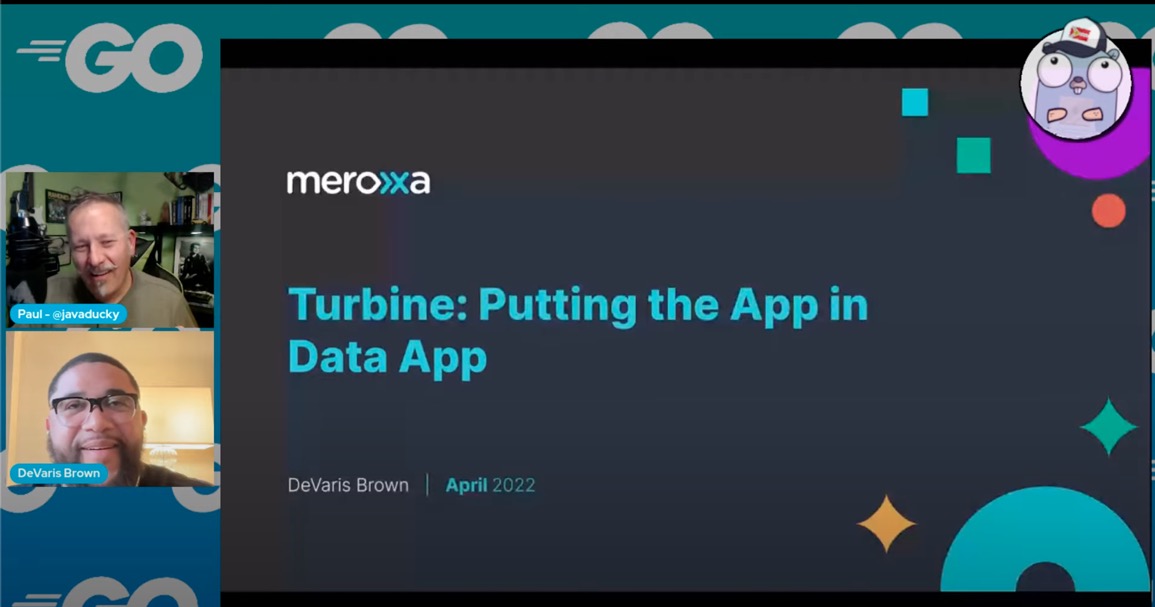 GO
meroxa
Turbine: Putting the App in
Data App
DeVaris Brown | April 2022
Paul - @javaducky
DeVaris Brown
GO